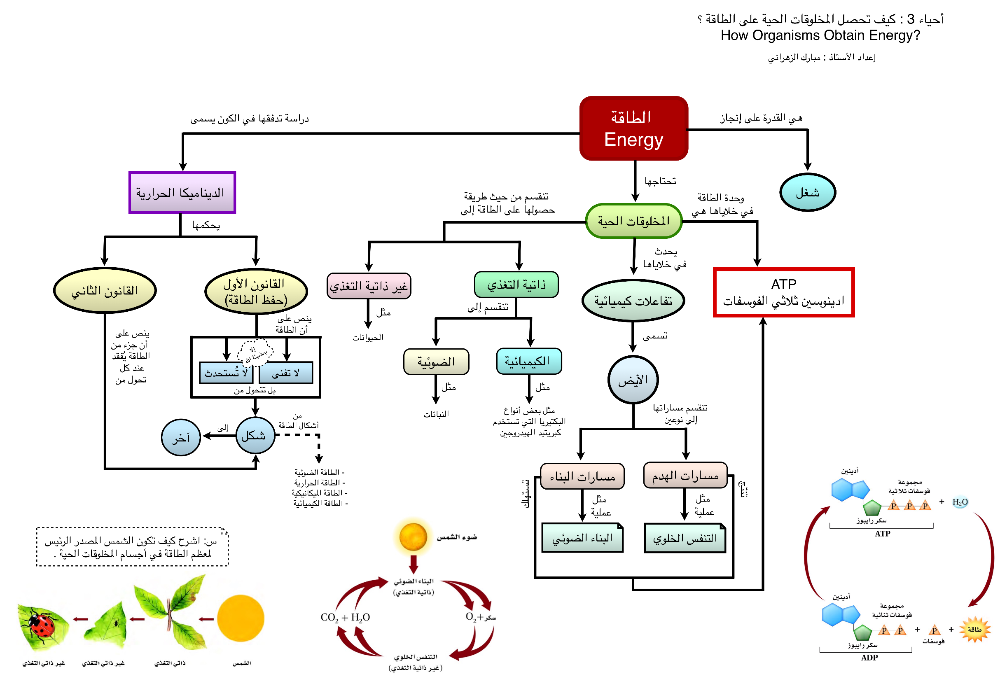 أحياء 3 : كيف تحصل المخلوقات الحية على الطاقة ؟
How Organisms Obtain Energy?
إعداد الأستاذ : مبارك الزهراني
الطاقة
Energy
هي القدرة على إنجاز
شغل
دراسة تدفقها في الكون يسمى
تحتاجها
المخلوقات الحية
وحدة الطاقة
في خلاياها هي
ATP
ادينوسين ثلاثي الفوسفات
يحدث
في خلاياها
تفاعلات كيميائية
تسمى
الأيض
تنقسم مساراتها
إلى نوعين
مسارات الهدم
تنتج
مثل
عملية
التنفس الخلوي
مسارات البناء
تستهلك
مثل
عملية
البناء الضوئي
تنقسم من حيث طريقة
حصولها على الطاقة إلى
ذاتية التغذي
تنقسم إلى
الكيميائية
مثل
مثل بعض أنواع
البكتيريا التي تستخدم
كبريتيد الهيدروجين
الضوئية
مثل
النباتات
غير ذاتية التغذي
مثل
الحيوانات
الديناميكا الحرارية
يحكمها
القانون الأول
(حفظ الطاقة)
ينص على
أن الطاقة
إلا
بمشيئة الله
لا تفنى
لا تُستحدث
بل تتحول من
شكل
إلى
آخر
من
أشكال الطاقة
- الطاقة الضوئية
- الطاقة الحرارية
- الطاقة الميكانيكية
- الطاقة الكيميائية
القانون الثاني
ينص على
أن جزء من
الطاقة يُفقد
عند كل
تحول من
أدينين
مجموعة
فوسفات ثلاثية
P P P + H₂O
سكر رايبوز
ATP
أدينين
مجموعة
فوسفات ثنائية
P P + P + طاقة
فوسفات
سكر رايبوز
ADP
ضوء الشمس
البناء الضوئي
(ذاتية التغذي)
CO₂ + H₂O
سكر+O₂
التنفس الخلوي
(غير ذاتية التغذي)
س: اشرح كيف تكون الشمس المصدر الرئيس
لمعظم الطاقة في أجسام المخلوقات الحية .
الشمس
ذاتي التغذي
غير ذاتي التغذي
غير ذاتي التغذي